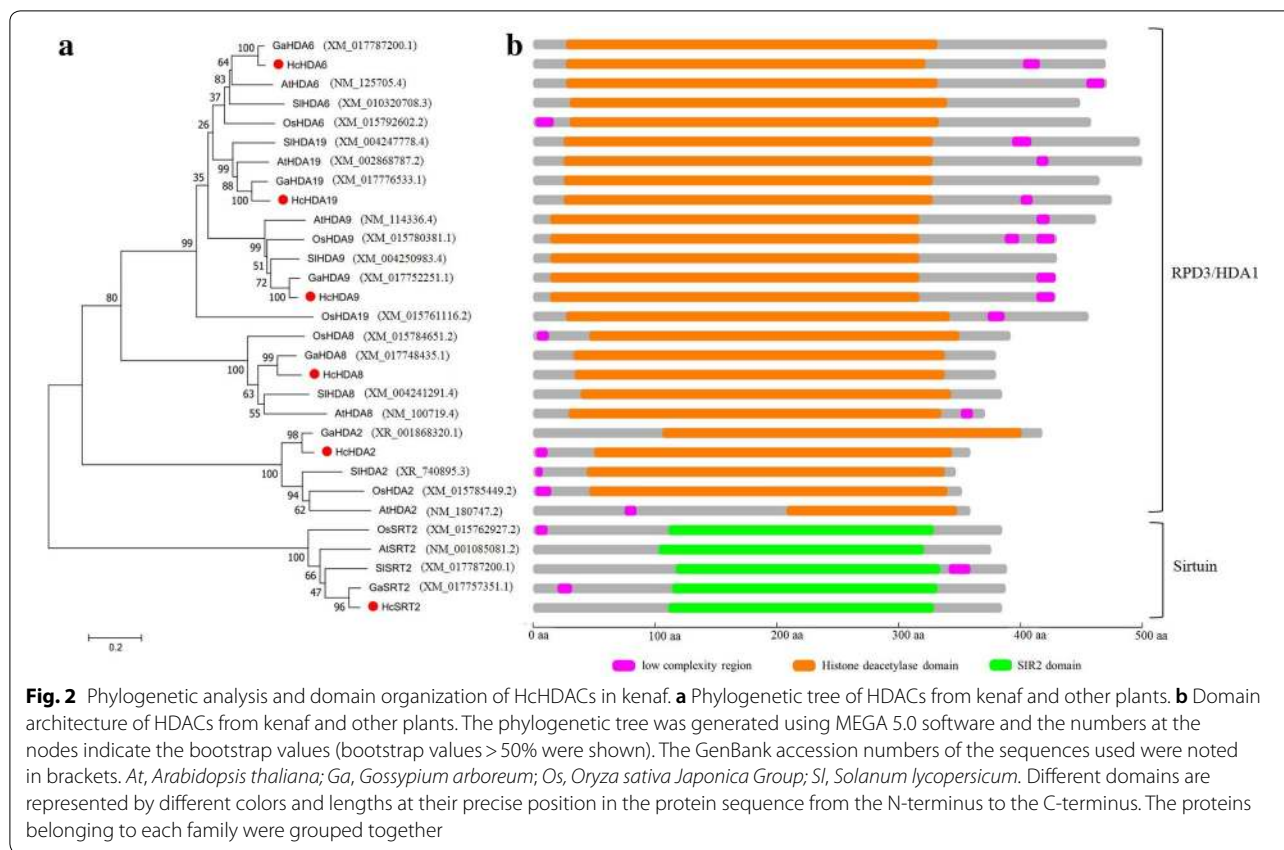 a
b
GaHDA6 (XM_017787200.1)
HcHDA6
AtHDA6 (NM_125705.4)
SlHDA6 (XM_010320708.3)
OsHDA6 (XM_015792602.2)
SlHDA19 (XM_004247778.4)
AtHDA19 (XM_002868787.2)
GaHDA19 (XM_017776533.1)
HcHDA19
AtHDA9 (NM_114336.4)
OsHDA9 (XM_015780381.1)
SlHDA9 (XM_004250983.4)
GaHDA9 (XM_017752251.1)
HcHDA9
OsHDA19 (XM_015761116.2)
OsHDA8 (XM_015784651.2)
GaHDA8 (XM_017748435.1)
HcHDA8
SlHDA8 (XM_004241291.4)
AtHDA8 (NM_100719.4)
GaHDA2 (XR_001868320.1)
HcHDA2
SlHDA2 (XR_740895.3)
OsHDA2 (XM_015785449.2)
AtHDA2 (NM_180747.2)
OsSRT2 (XM_015762927.2)
AtSRT2 (NM_001085081.2)
SlSRT2 (XM_017787200.1)
GaSRT2 (XM_017757351.1)
HcSRT2
100
64
83
37
26
99
88
100
35
99
51
72
100
99
80
99
100
63
55
98
100
94
62
100
66
47
96
0.2
RPD3/HDA1
Sirtuin
0 aa 100 aa 200 aa 300 aa 400 aa 500 aa
low complexity region Histone deacetylase domain SIR2 domain
Fig. 2 Phylogenetic analysis and domain organization of HcHDACs in kenaf. a Phylogenetic tree of HDACs from kenaf and other plants. b Domain
architecture of HDACs from kenaf and other plants. The phylogenetic tree was generated using MEGA 5.0 software and the numbers at the
nodes indicate the bootstrap values (bootstrap values > 50% were shown). The GenBank accession numbers of the sequences used were noted
in brackets. At, Arabidopsis thaliana; Ga, Gossypium arboreum; Os, Oryza sativa Japonica Group; Sl, Solanum lycopersicum. Different domains are
represented by different colors and lengths at their precise position in the protein sequence from the N-terminus to the C-terminus. The proteins
belonging to each family were grouped together